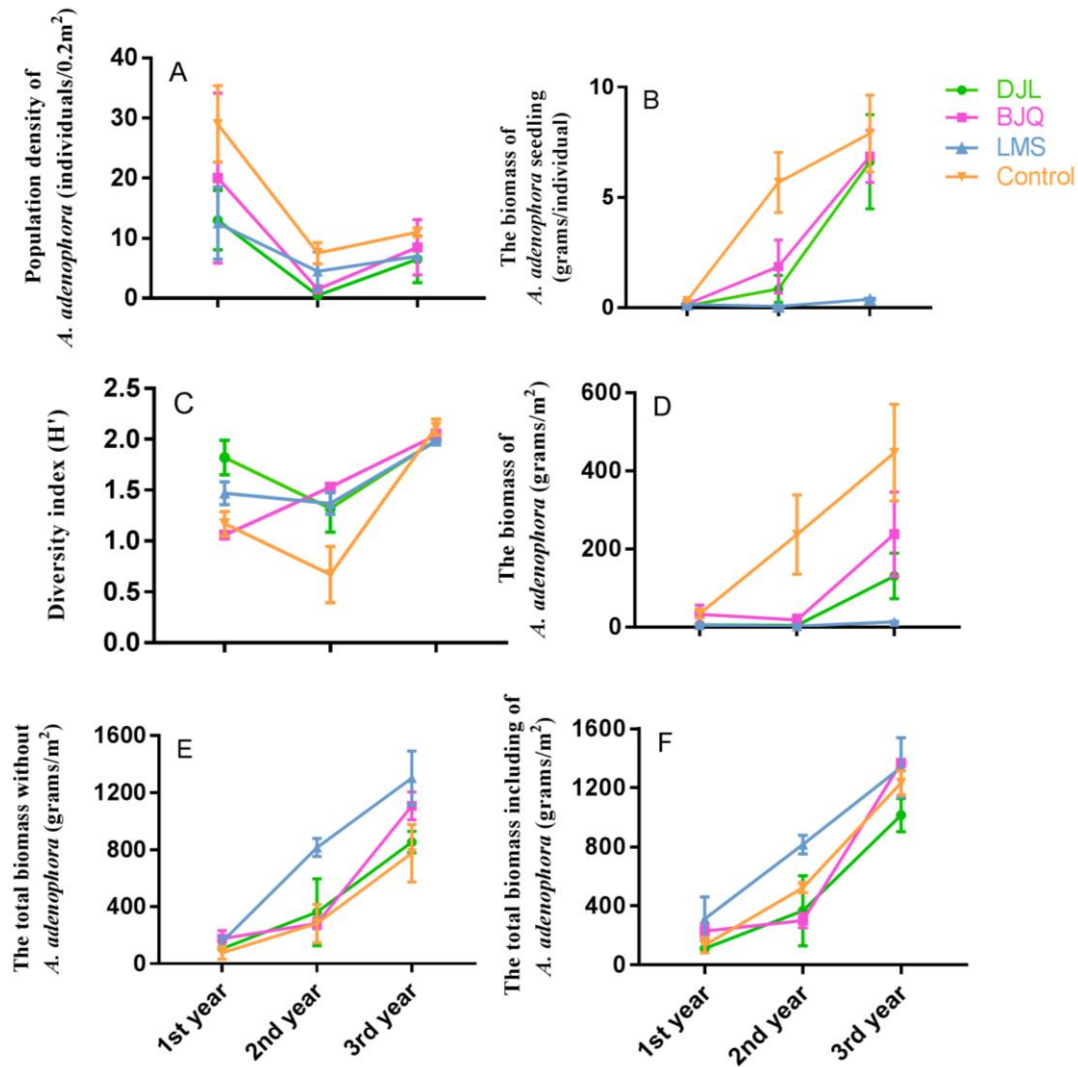 Population density of
A. adenophora (individuals/0.2m²)
40
30
20
10
0
A
The biomass of
A. adenophora seedling
(grams/individual)
10
5
0
B
DJL
BJQ
LMS
Control
Diversity index (H')
2.5
2.0
1.5
1.0
0.5
0.0
C
The biomass of
A. adenophora (grams/m²)
600
400
200
0
D
The total biomass without
A. adenophora (grams/m²)
1600
1200
800
400
0
E
1st year
2nd year
3rd year
The total biomass including of
A. adenophora (grams/m²)
1600
1200
800
400
0
F
1st year
2nd year
3rd year